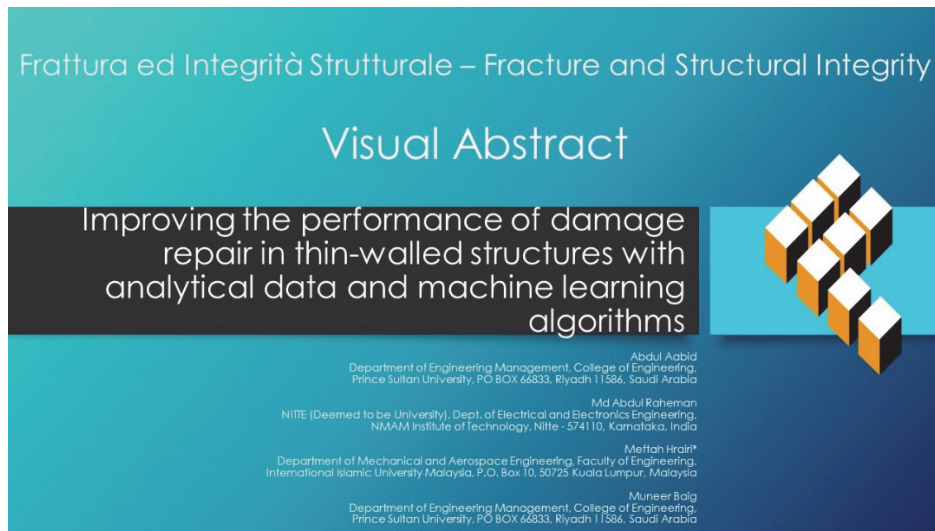 Frattura ed Integrità Strutturale – Fracture and Structural Integrity
Visual Abstract
Improving the performance of damage
repair in thin-walled structures with
analytical data and machine learning
algorithms
Abdul Aabid
Department of Engineering Management, College of Engineering,
Prince Sultan University, PO BOX 66833, Riyadh 11586, Saudi Arabia
Md Abdul Raheman
NITTE (Deemed to be University), Dept. of Electrical and Electronics Engineering,
NMAM Institute of Technology, Nitte - 574110, Karnataka, India
Meftah Hrairi*
Department of Mechanical and Aerospace Engineering, Faculty of Engineering,
International Islamic University Malaysia, P.O. Box 10, 50725 Kuala Lumpur, Malaysia
Muneer Baig
Department of Engineering Management, College of Engineering,
Prince Sultan University, PO BOX 66833, Riyadh 11586, Saudi Arabia